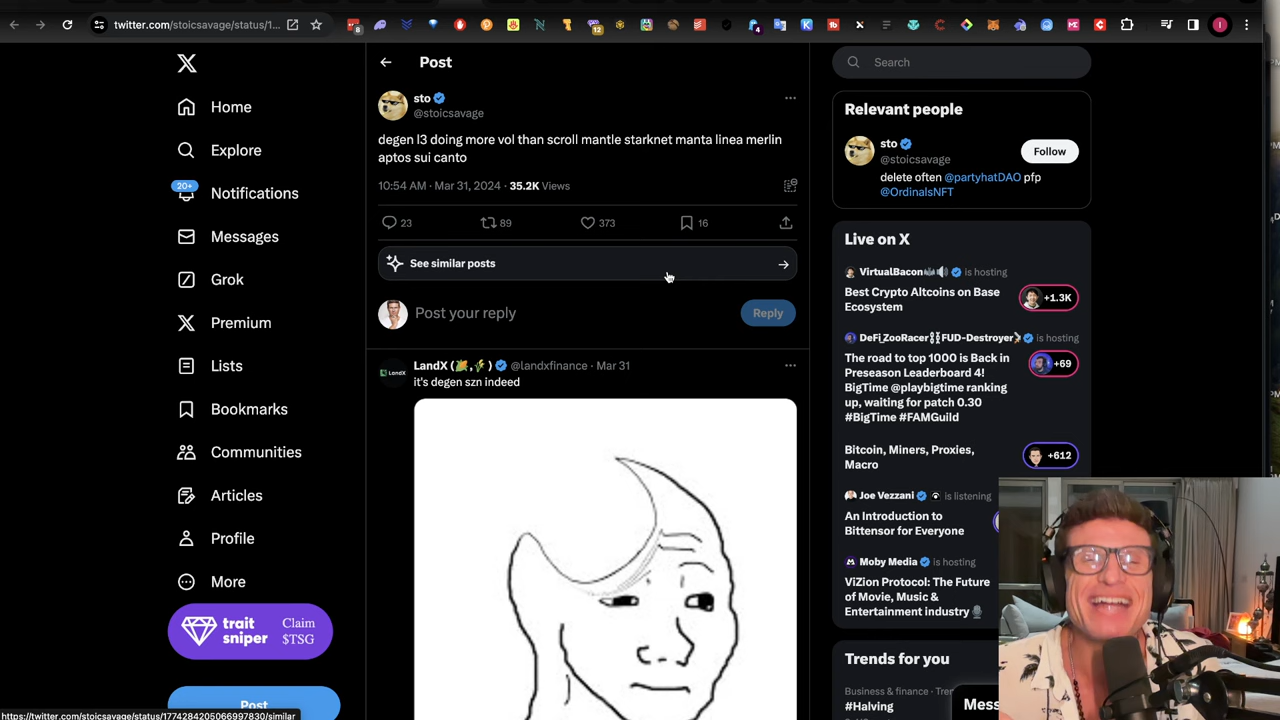 twitter.com/stoicsavage/status/1...
8
12
4
Home
Explore
20+
Notifications
Messages
Grok
Premium
Lists
Bookmarks
Communities
Articles
Profile
More
trait sniper
Claim $TSG
Post
https://twitter.com/stoicsavage/status/1774284205066997830/similar
Post
sto
@stoicsavage
degen l3 doing more vol than scroll mantle starknet manta linea merlin
aptos sui canto
10:54 AM · Mar 31, 2024 · 35.2K Views
23
89
373
16
See similar posts
Post your reply
Reply
LandX
@landxfinance · Mar 31
it's degen szn indeed
Search
Relevant people
sto
@stoicsavage
Follow
delete often @partyhatDAO pfp
@OrdinalsNFT
Live on X
VirtualBacon is hosting
Best Crypto Altcoins on Base
Ecosystem
+1.3K
DeFi_ZooRacer FUD-Destroyer is hosting
The road to top 1000 is Back in
Preseason Leaderboard 4!
BigTime @playbigtime ranking
up, waiting for patch 0.30
#BigTime #FAMGuild
+69
Bitcoin, Miners, Proxies,
Macro
+612
Joe Vezzani is listening
An Introduction to
Bittensor for Everyone
Moby Media is hosting
ViZion Protocol: The Future
of Movie, Music &
Entertainment industry
Trends for you
Business & finance · Tre
#Halving
Mess